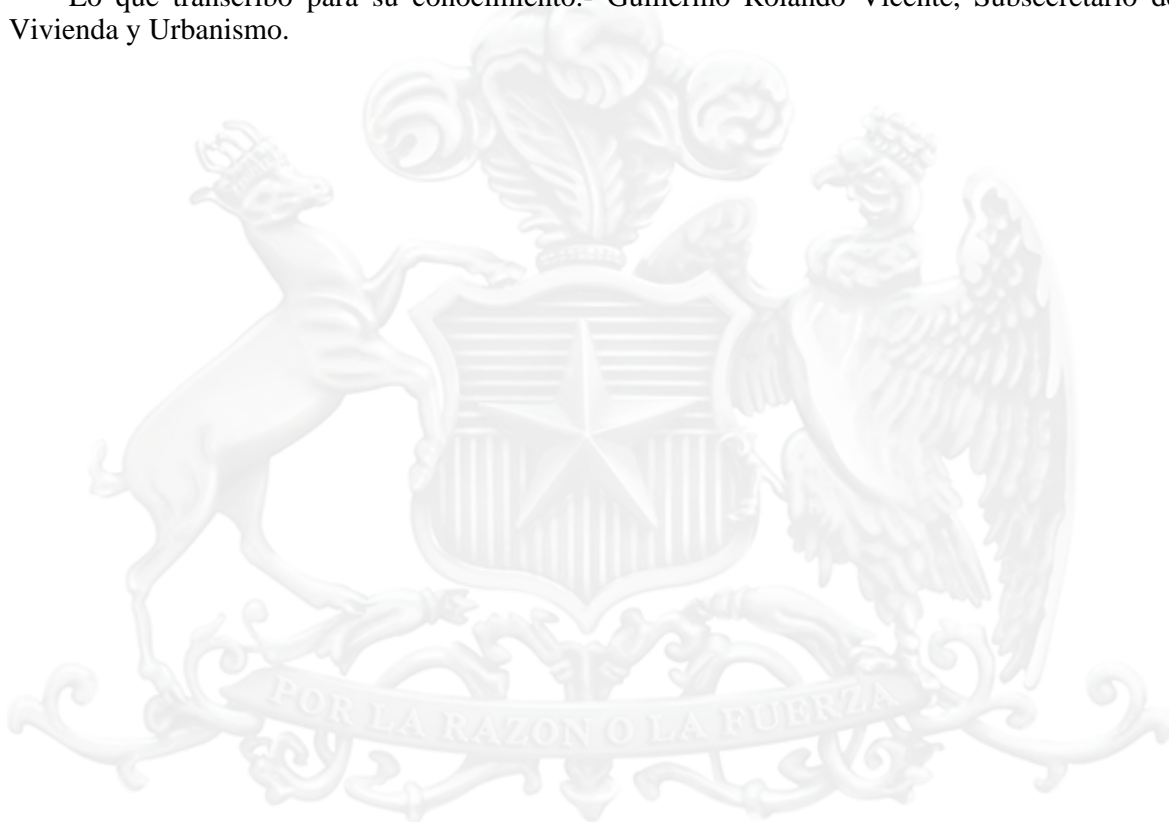 Lo que transcribo para su conocimiento.- Guillermo Rolando Vicente, Subsecretario de
Vivienda y Urbanismo.
POR LA RAZON O LA FUERZA